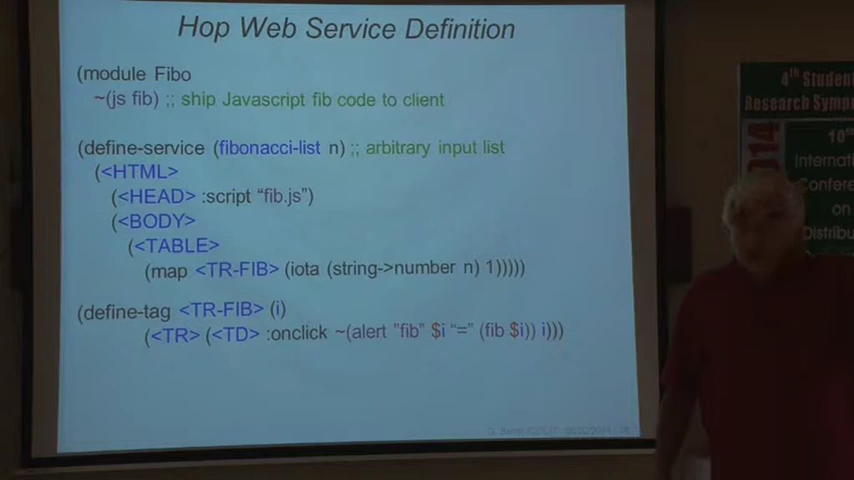 Hop Web Service Definition
(module Fibo
~(js fib) ;; ship Javascript fib code to client
(define-service (fibonacci-list n) ;; arbitrary input list
(<HTML>
(<HEAD> :script “fib.js”)
(<BODY>
(<TABLE>
(map <TR-FIB> (iota (string->number n) 1)))))
(define-tag <TR-FIB> (i)
(<TR> (<TD> :onclick ~(alert ”fib” $i “=” (fib $i)) i)))
4th Student
Research Symp
2014
10th
Internati
Confere
on
Distribu